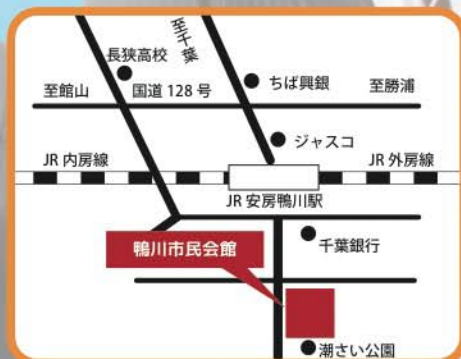 至千葉
長狭高校
至館山
国道 128 号
ちば興銀
至勝浦
ジャスコ
JR 内房線
JR 外房線
JR 安房鴨川駅
鴨川市民会館
千葉銀行
潮さい公園